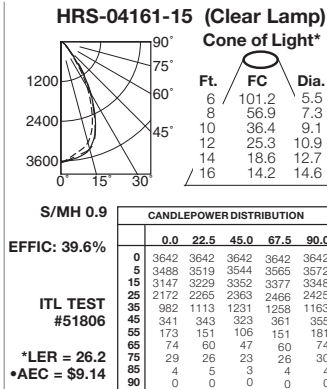 HRS-04161-15 (Clear Lamp)
90°
75°
60°
45°
1200
2400
3600
0° 15° 30°
Cone of Light*
Ft. FC Dia.
6 101.2 5.5
8 56.9 7.3
10 36.4 9.1
12 25.3 10.9
14 18.6 12.7
16 14.2 14.6
S/MH 0.9
EFFIC: 39.6%
ITL TEST
#51806
*LER = 26.2
•AEC = $9.14
CANDLEPOWER DISTRIBUTION
0.0 22.5 45.0 67.5 90.0
0 3642 3642 3642 3642 3642
5 3488 3519 3544 3565 3572
15 3147 3229 3352 3377 3348
25 2172 2265 2363 2466 2425
35 982 1113 1231 1258 1163
45 341 343 323 361 355
55 173 151 106 151 181
65 74 60 47 60 74
75 29 26 23 26 30
85 4 5 3 4 4
90 0 0 0 0 0